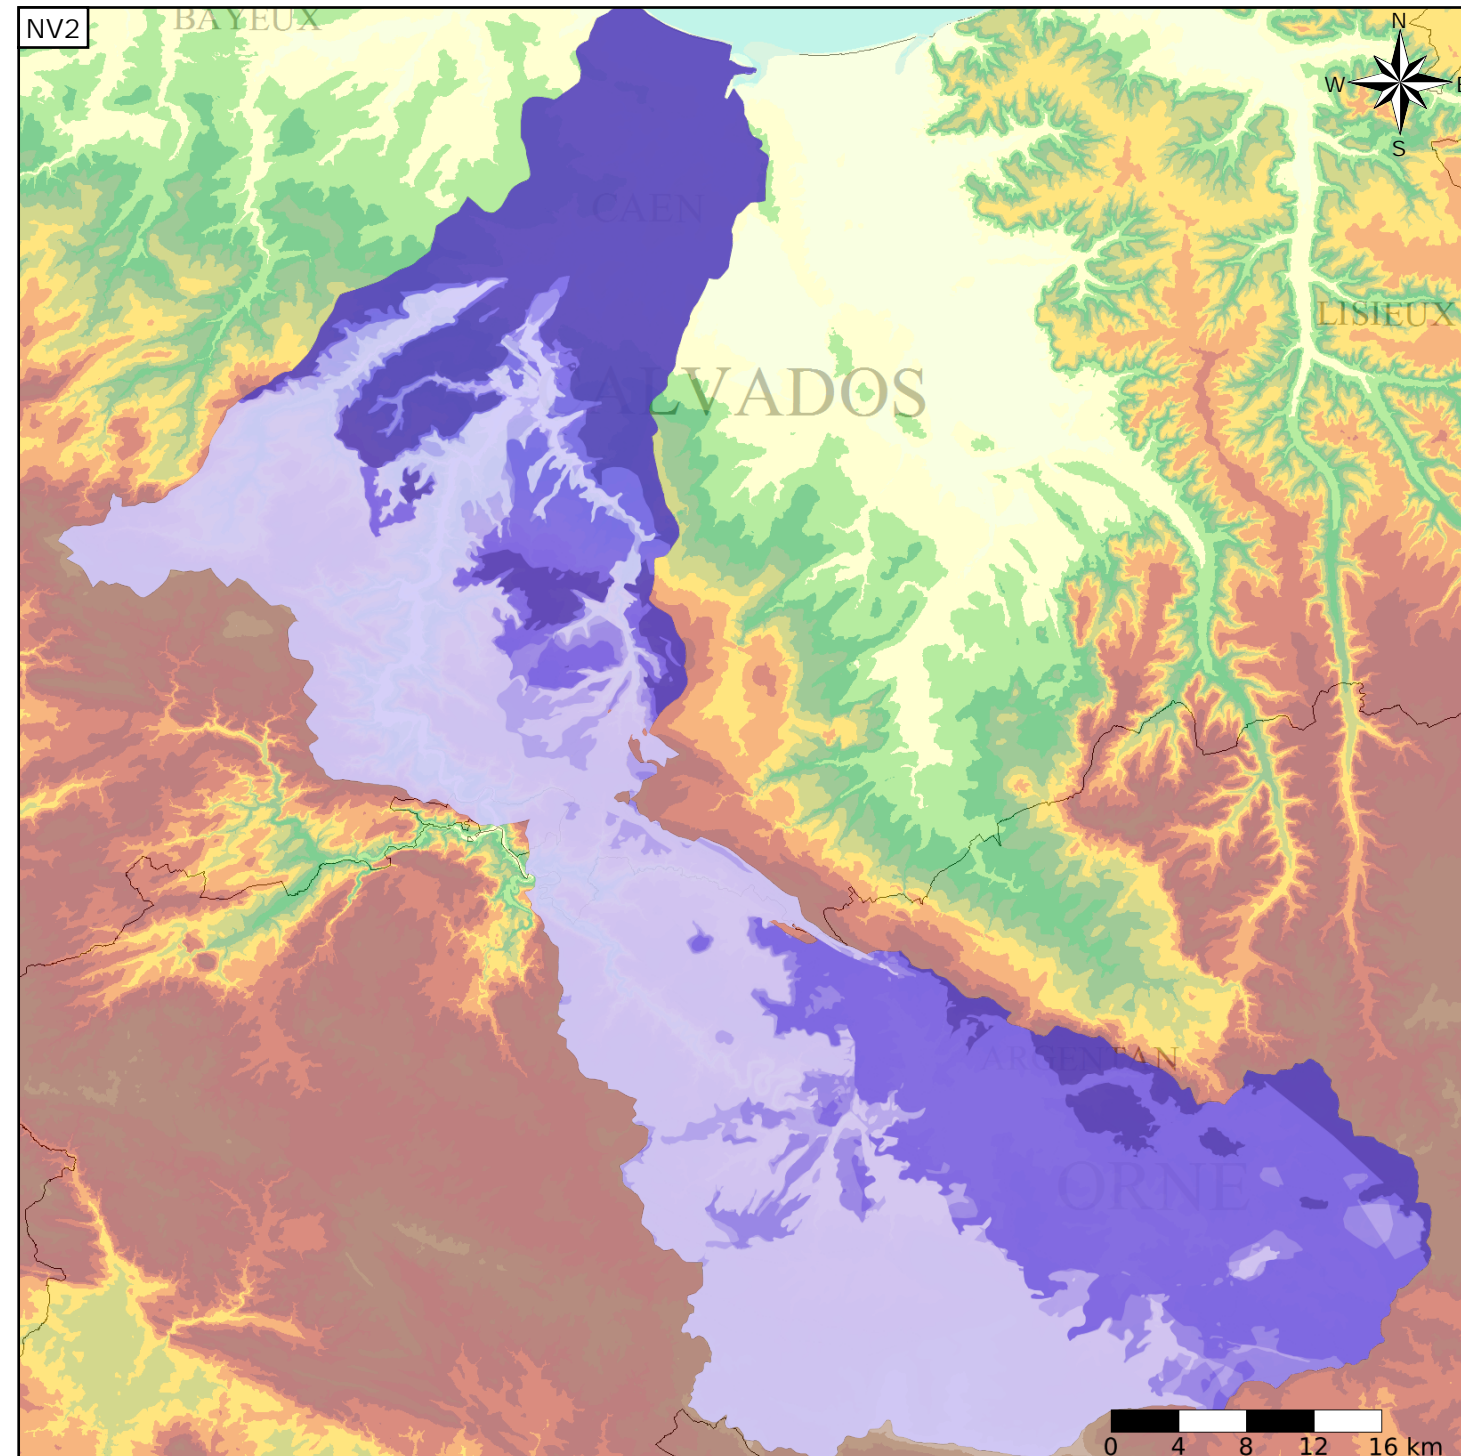 NV2
BAYEUX
N
W
E
S
CAEN
LISIEUX
ALVADOS
ARGENTAN
ORNE
0 4 8 12 16 km